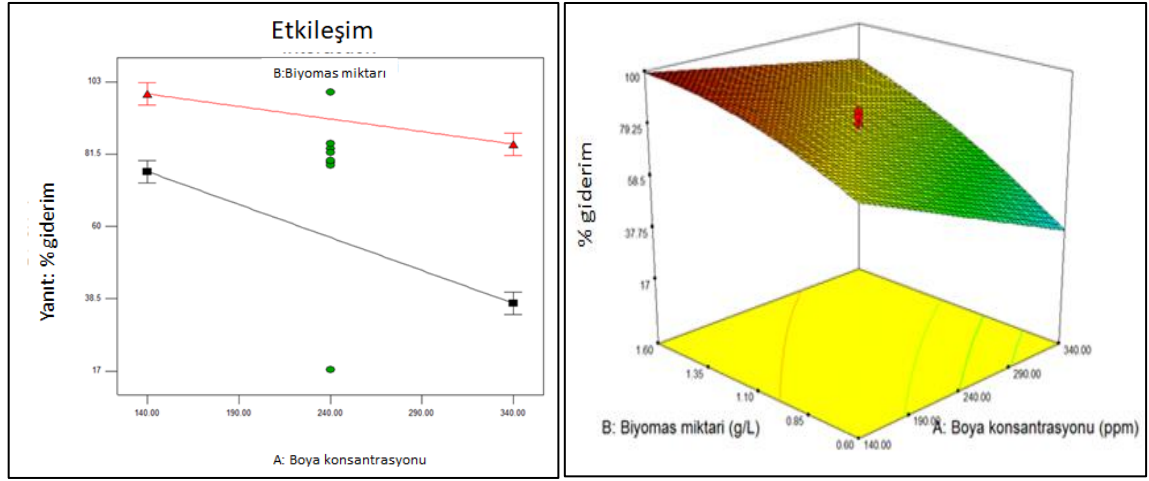 Etkileşim
B:Biyomas miktarı
103
81.5
60
38.5
17
Yanıt: % giderim
140.00 190.00 240.00 290.00 340.00
A: Boya konsantrasyonu
100
79.25
58.5
37.75
17
% giderim
1.60
1.35
1.10
0.85
0.60
140.00
190.00
240.00
290.00
340.00
B: Biyomas miktari (g/L)
A: Boya konsantrasyonu (ppm)